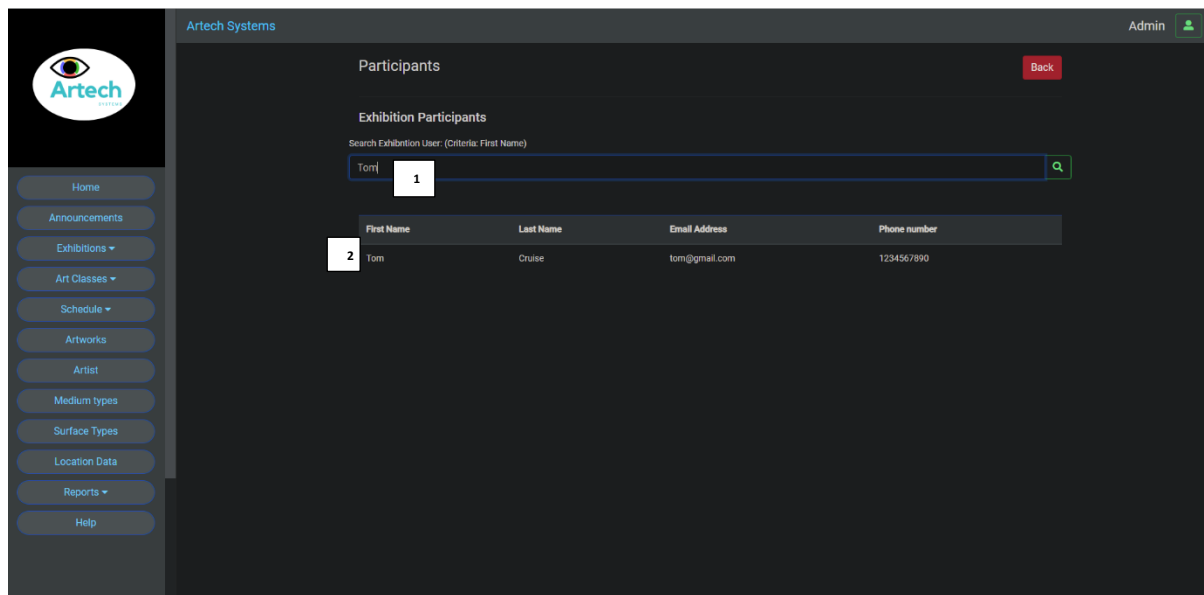 Artech Systems
Admin
Artech
SYSTEMS
Participants
Back
Exhibition Participants
Search Exhibntion User: (Criteria: First Name)
Tom
1
Home
Announcements
Exhibitions
Art Classes
Schedule
Artworks
Artist
Medium types
Surface Types
Location Data
Reports
Help
First Name Last Name Email Address Phone number
2 Tom Cruise tom@gmail.com 1234567890